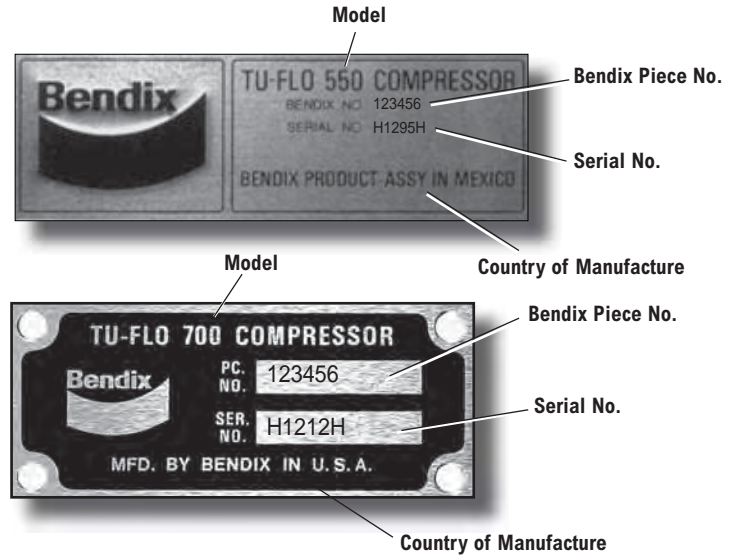 Model
Bendix
TU-FLO 550 COMPRESSOR
BENDIX NO 123456
SERIAL NO H1295H
BENDIX PRODUCT-ASSY IN MEXICO
Bendix Piece No.
Serial No.
Country of Manufacture
Model
TU-FLO 700 COMPRESSOR
Bendix
PC. NO. 123456
SER. NO. H1212H
MFD. BY BENDIX IN U.S.A.
Bendix Piece No.
Serial No.
Country of Manufacture